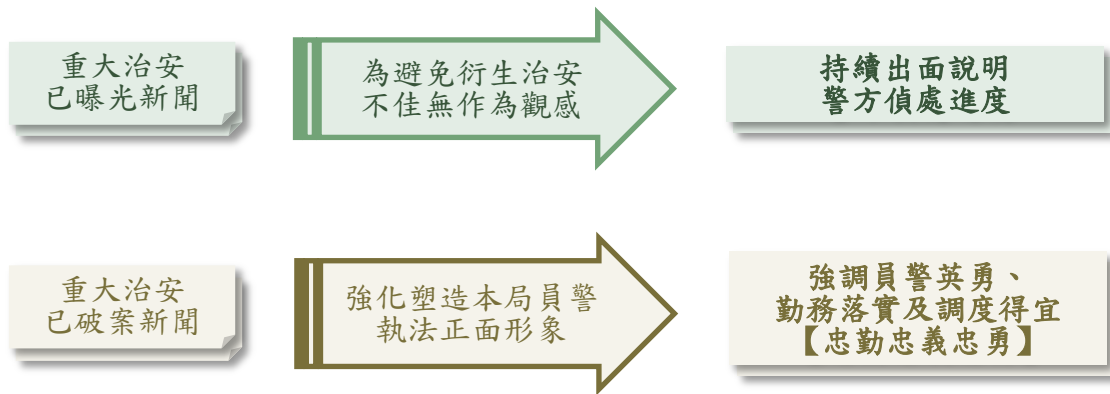 重大治安
已曝光新聞
為避免衍生治安
不佳無作為觀感
持續出面說明
警方偵處進度
重大治安
已破案新聞
強化塑造本局員警
執法正面形象
強調員警英勇、
勤務落實及調度得宜
【忠勤忠義忠勇】